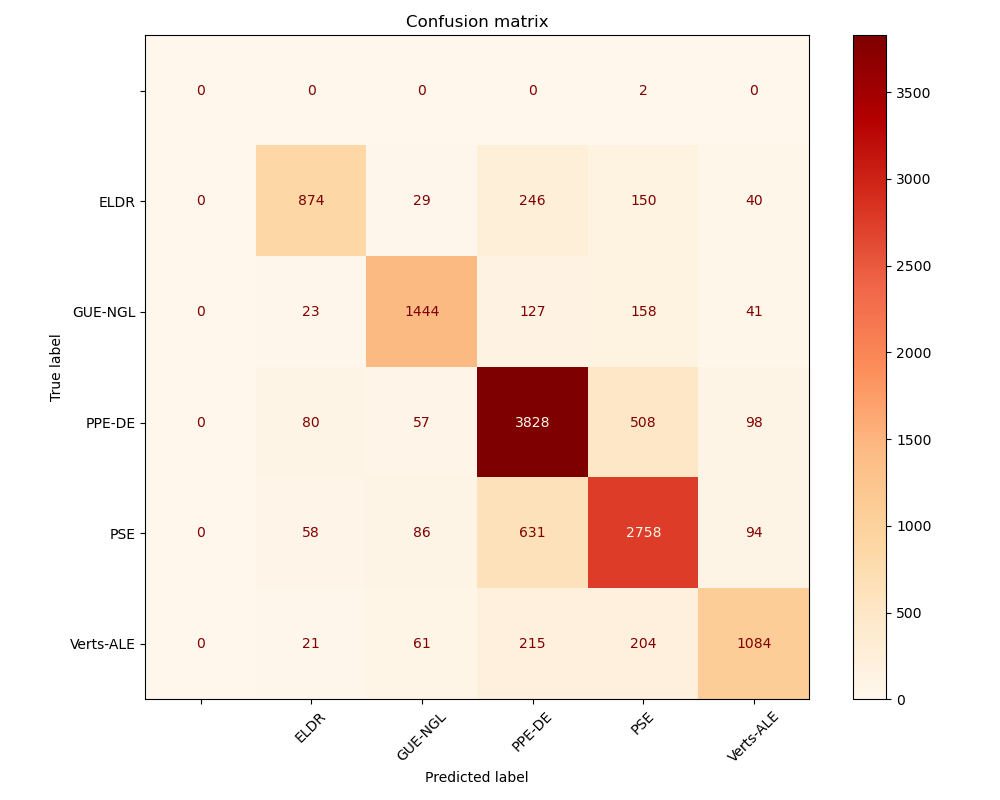 Confusion matrix
0 0 0 0 2 0
ELDR 0 874 29 246 150 40
GUE-NGL 0 23 1444 127 158 41
PPE-DE 0 80 57 3828 508 98
PSE 0 58 86 631 2758 94
Verts-ALE 0 21 61 215 204 1084
True label
ELDR GUE-NGL PPE-DE PSE Verts-ALE
Predicted label
3500
3000
2500
2000
1500
1000
500
0